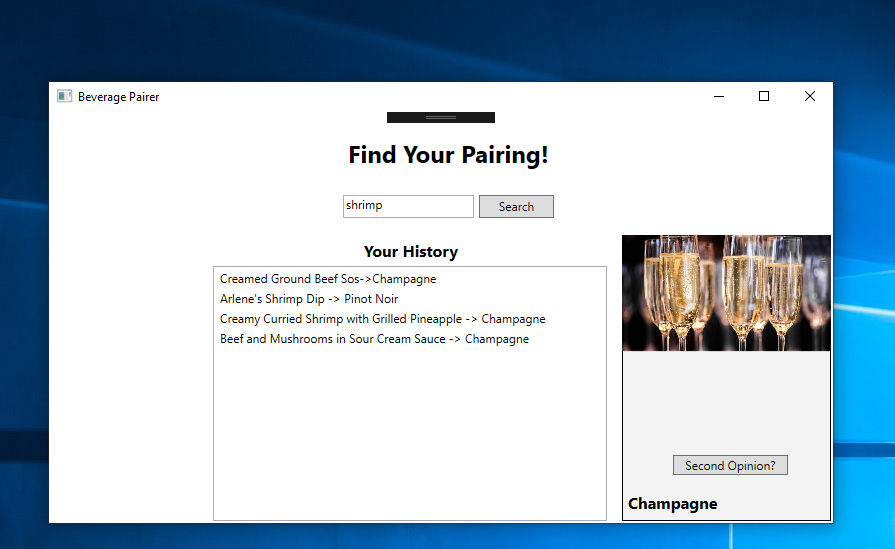 Beverage Pairer
Find Your Pairing!
shrimp
Search
Your History
Creamed Ground Beef Sos->Champagne
Arlene's Shrimp Dip -> Pinot Noir
Creamy Curried Shrimp with Grilled Pineapple -> Champagne
Beef and Mushrooms in Sour Cream Sauce -> Champagne
Second Opinion?
Champagne